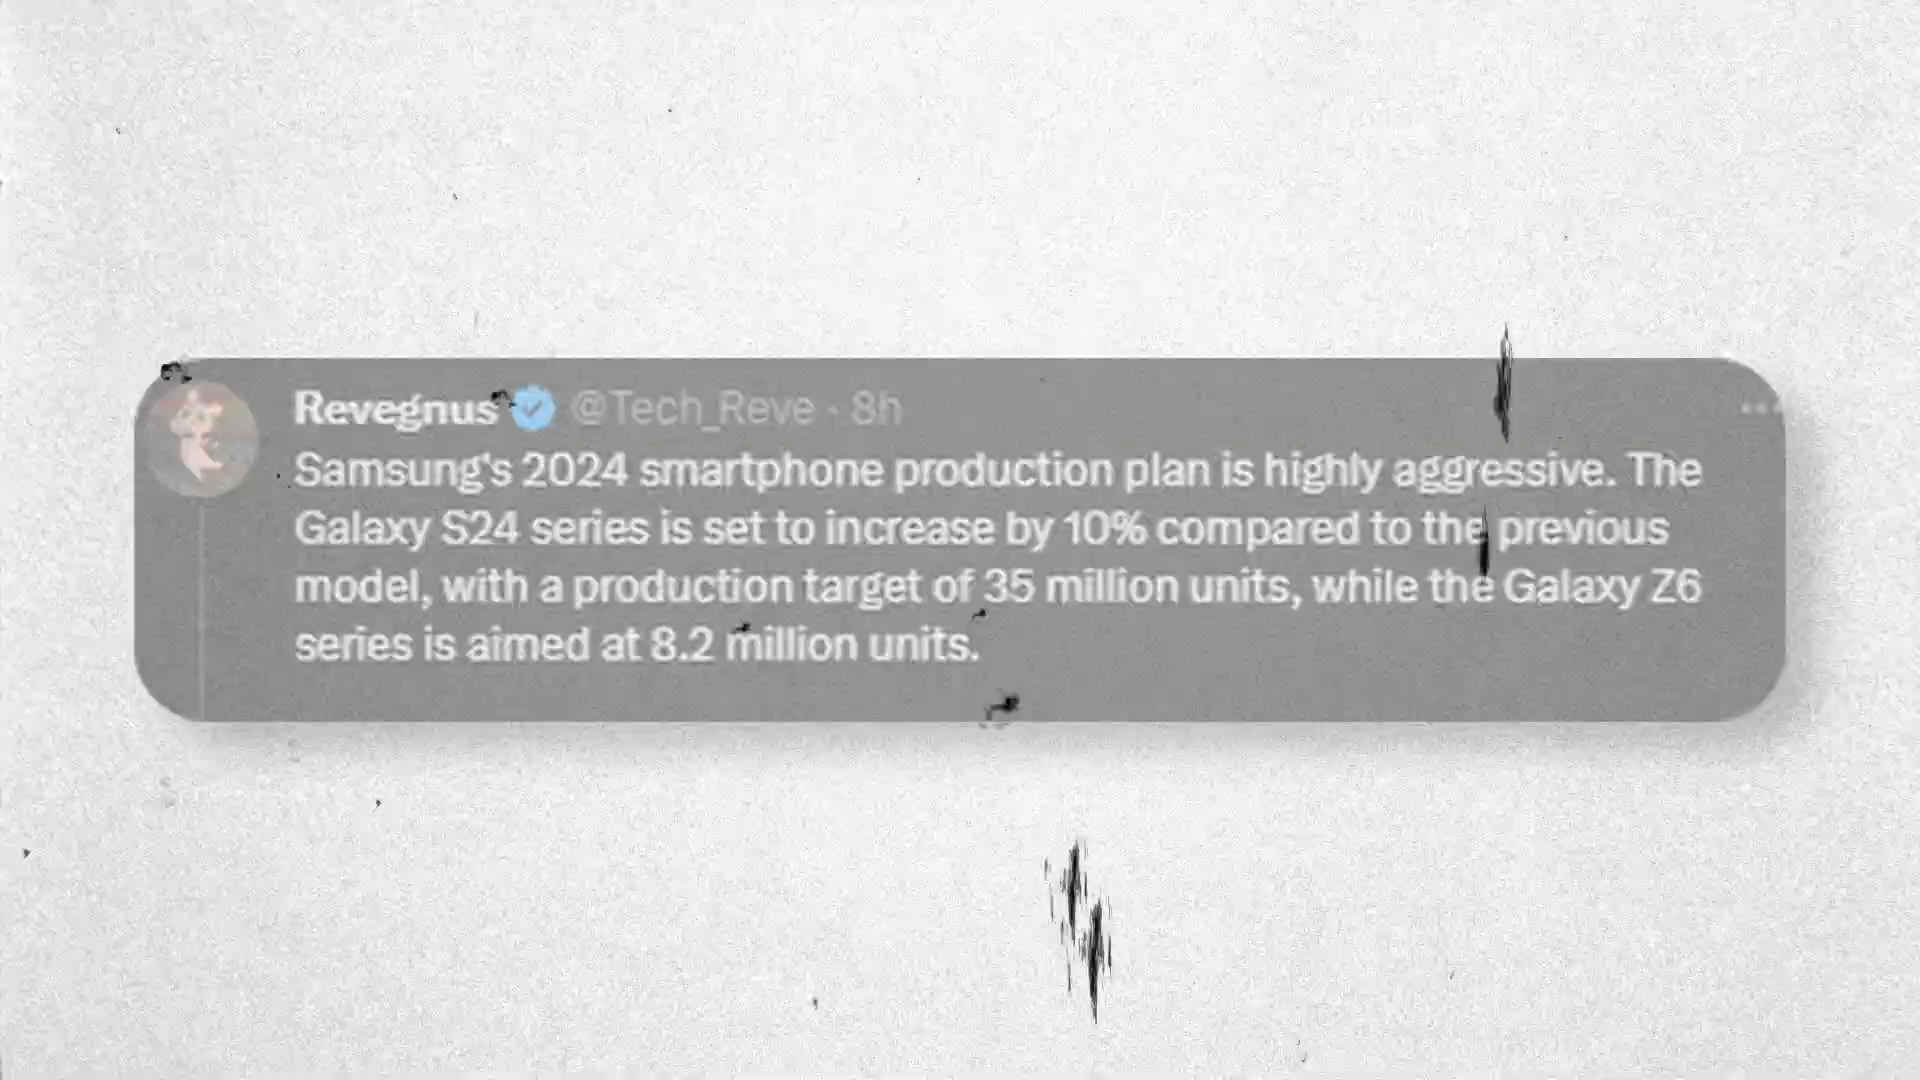 Revegnus @Tech_Reve · 8h
Samsung's 2024 smartphone production plan is highly aggressive. The
Galaxy S24 series is set to increase by 10% compared to the previous
model, with a production target of 35 million units, while the Galaxy Z6
series is aimed at 8.2 million units.